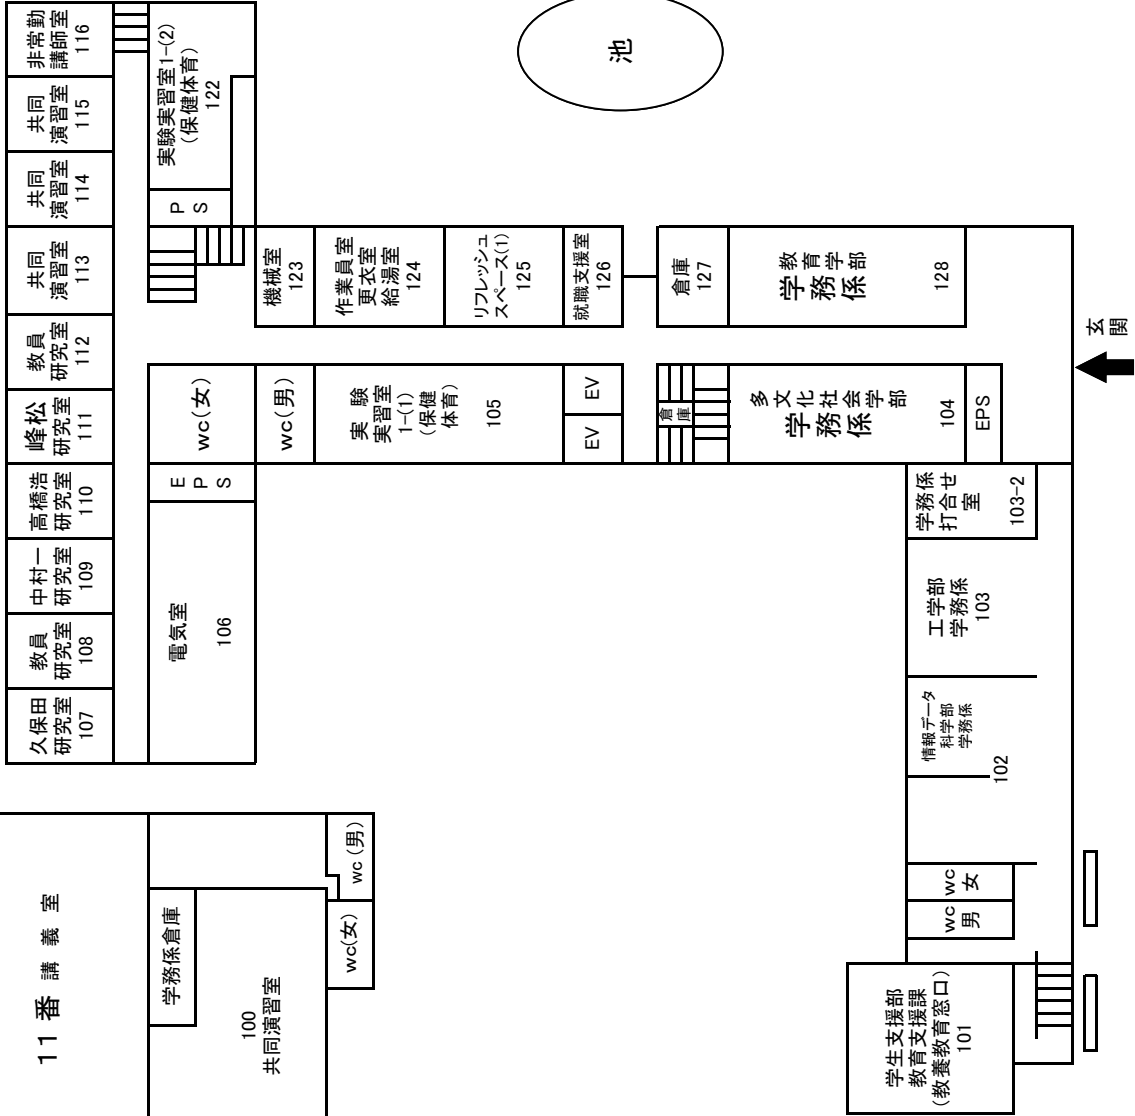 非常勤
講師室
116
共同
演習室
115
共同
演習室
114
共同
演習室
113
教員
研究室
112
峰松
研究室
111
高橋浩
研究室
110
中村一
研究室
109
教員
研究室
108
久保田
研究室
107
実験実習室1-(2)
(保健体育)
122
PS
池
機械室
123
作業員室
更衣室
給湯室
124
リフレッシュ
スペース(1)
125
就職支援室
126
倉庫
127
教育学部
学務係
128
玄関
wc(女)
wc(男)
実験
実習室
1-(1)
(保健
体育)
105
EV
EV
倉庫
多文化社会学部
学務係
104
EPS
EPS
電気室
106
学務係
打合せ
室
103-2
工学部
学務係
103
情報データ
科学部
学務係
102
wc
女
wc
男
学生支援部
教育支援課
(教養教育窓口)
101
11番講義室
学務係倉庫
100
共同演習室
wc(男)
wc(女)